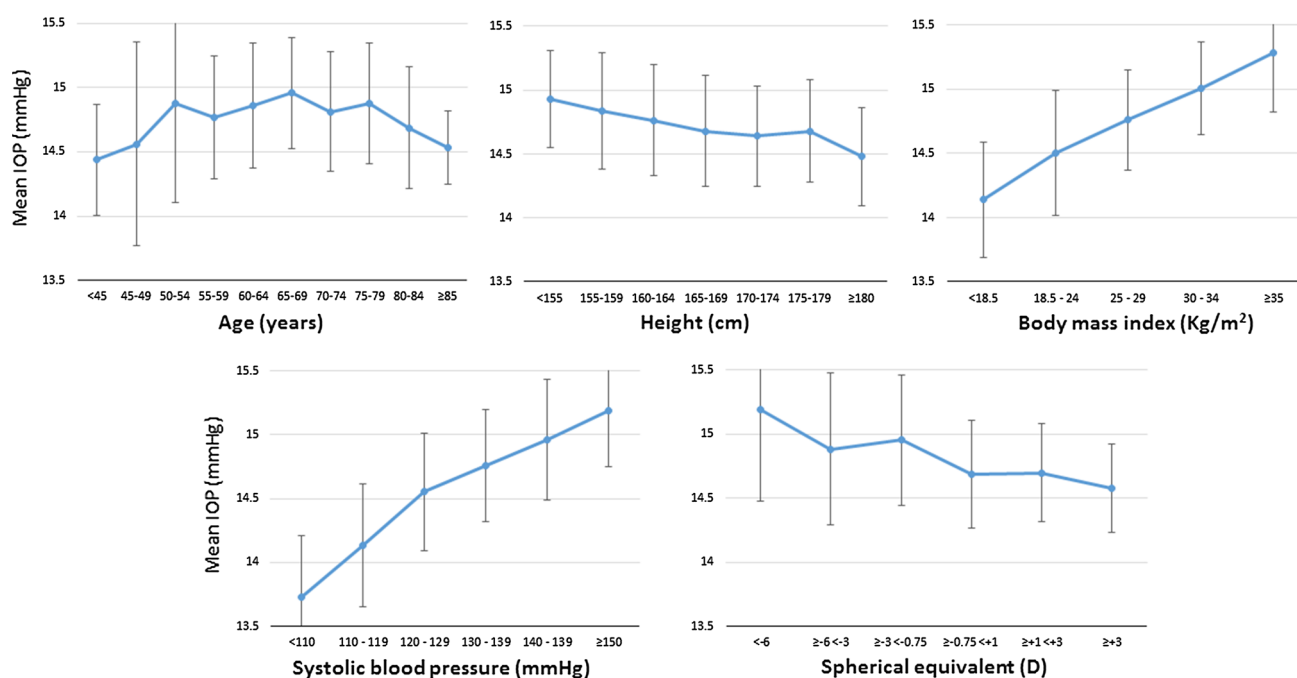 15.5
15
14.5
14
13.5
Mean IOP (mmHg)
<45 45-49 50-54 55-59 60-64 65-69 70-74 75-79 80-84 ≥85
Age (years)
15.5
15
14.5
14
13.5
<155 155-159 160-164 165-169 170-174 175-179 ≥180
Height (cm)
15.5
15
14.5
14
13.5
<18.5 18.5 - 24 25 - 29 30 - 34 ≥35
Body mass index (Kg/m²)
15.5
15
14.5
14
13.5
Mean IOP (mmHg)
<110 110 - 119 120 - 129 130 - 139 140 - 139 ≥150
Systolic blood pressure (mmHg)
15.5
15
14.5
14
13.5
<-6 ≥-6 <-3 ≥-3 <-0.75 ≥-0.75 <+1 ≥+1 <+3 ≥+3
Spherical equivalent (D)